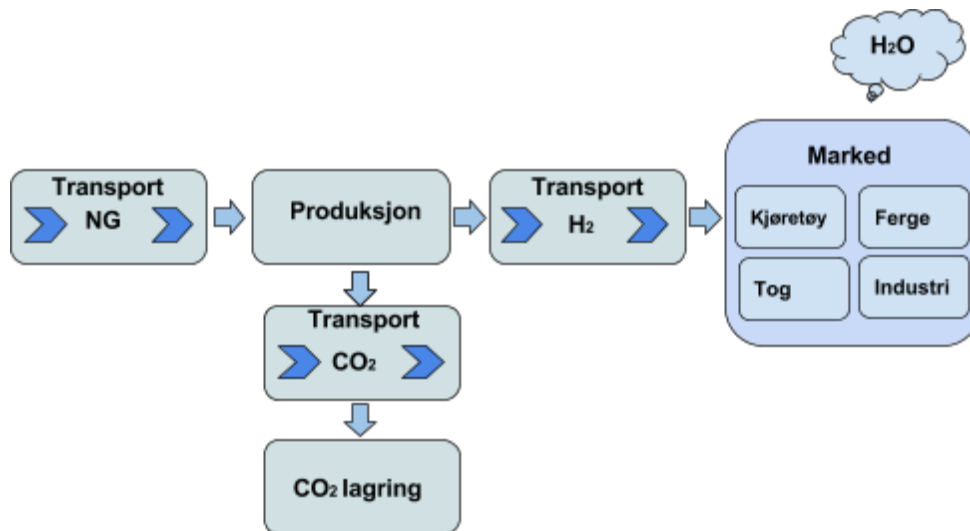 H₂O
Marked
Kjøretøy
Ferge
Tog
Industri
Transport
NG
Produksjon
Transport
H₂
Transport
CO₂
CO₂ lagring